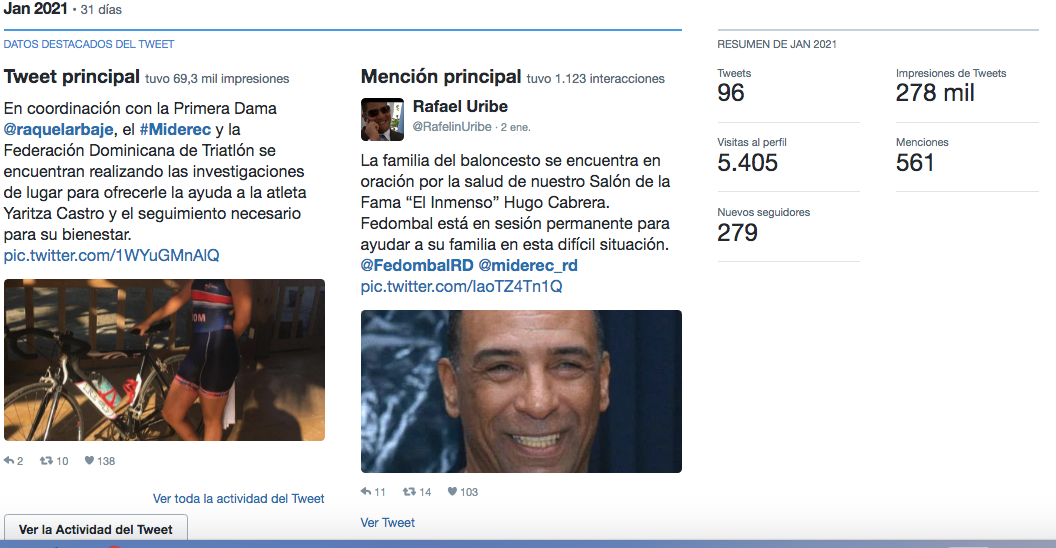 Jan 2021 • 31 días
DATOS DESTACADOS DEL TWEET
Tweet principal tuvo 69,3 mil impresiones
En coordinación con la Primera Dama
@raquelarbaje, el #Miderec y la
Federación Dominicana de Triatlón se
encuentran realizando las investigaciones
de lugar para ofrecerle la ayuda a la atleta
Yaritza Castro y el seguimiento necesario
para su bienestar.
pic.twitter.com/1WYuGMnAlQ
OM
2 10 138
Ver toda la actividad del Tweet
Ver la Actividad del Tweet
Mención principal tuvo 1.123 interacciones
Rafael Uribe
@RafelinUribe · 2 ene.
La familia del baloncesto se encuentra en
oración por la salud de nuestro Salón de la
Fama “El Inmenso” Hugo Cabrera.
Fedombal está en sesión permanente para
ayudar a su familia en esta difícil situación.
@FedombalRD @miderec_rd
pic.twitter.com/IaoTZ4Tn1Q
11 14 103
Ver Tweet
RESUMEN DE JAN 2021
Tweets
96
Impresiones de Tweets
278 mil
Visitas al perfil
5.405
Menciones
561
Nuevos seguidores
279